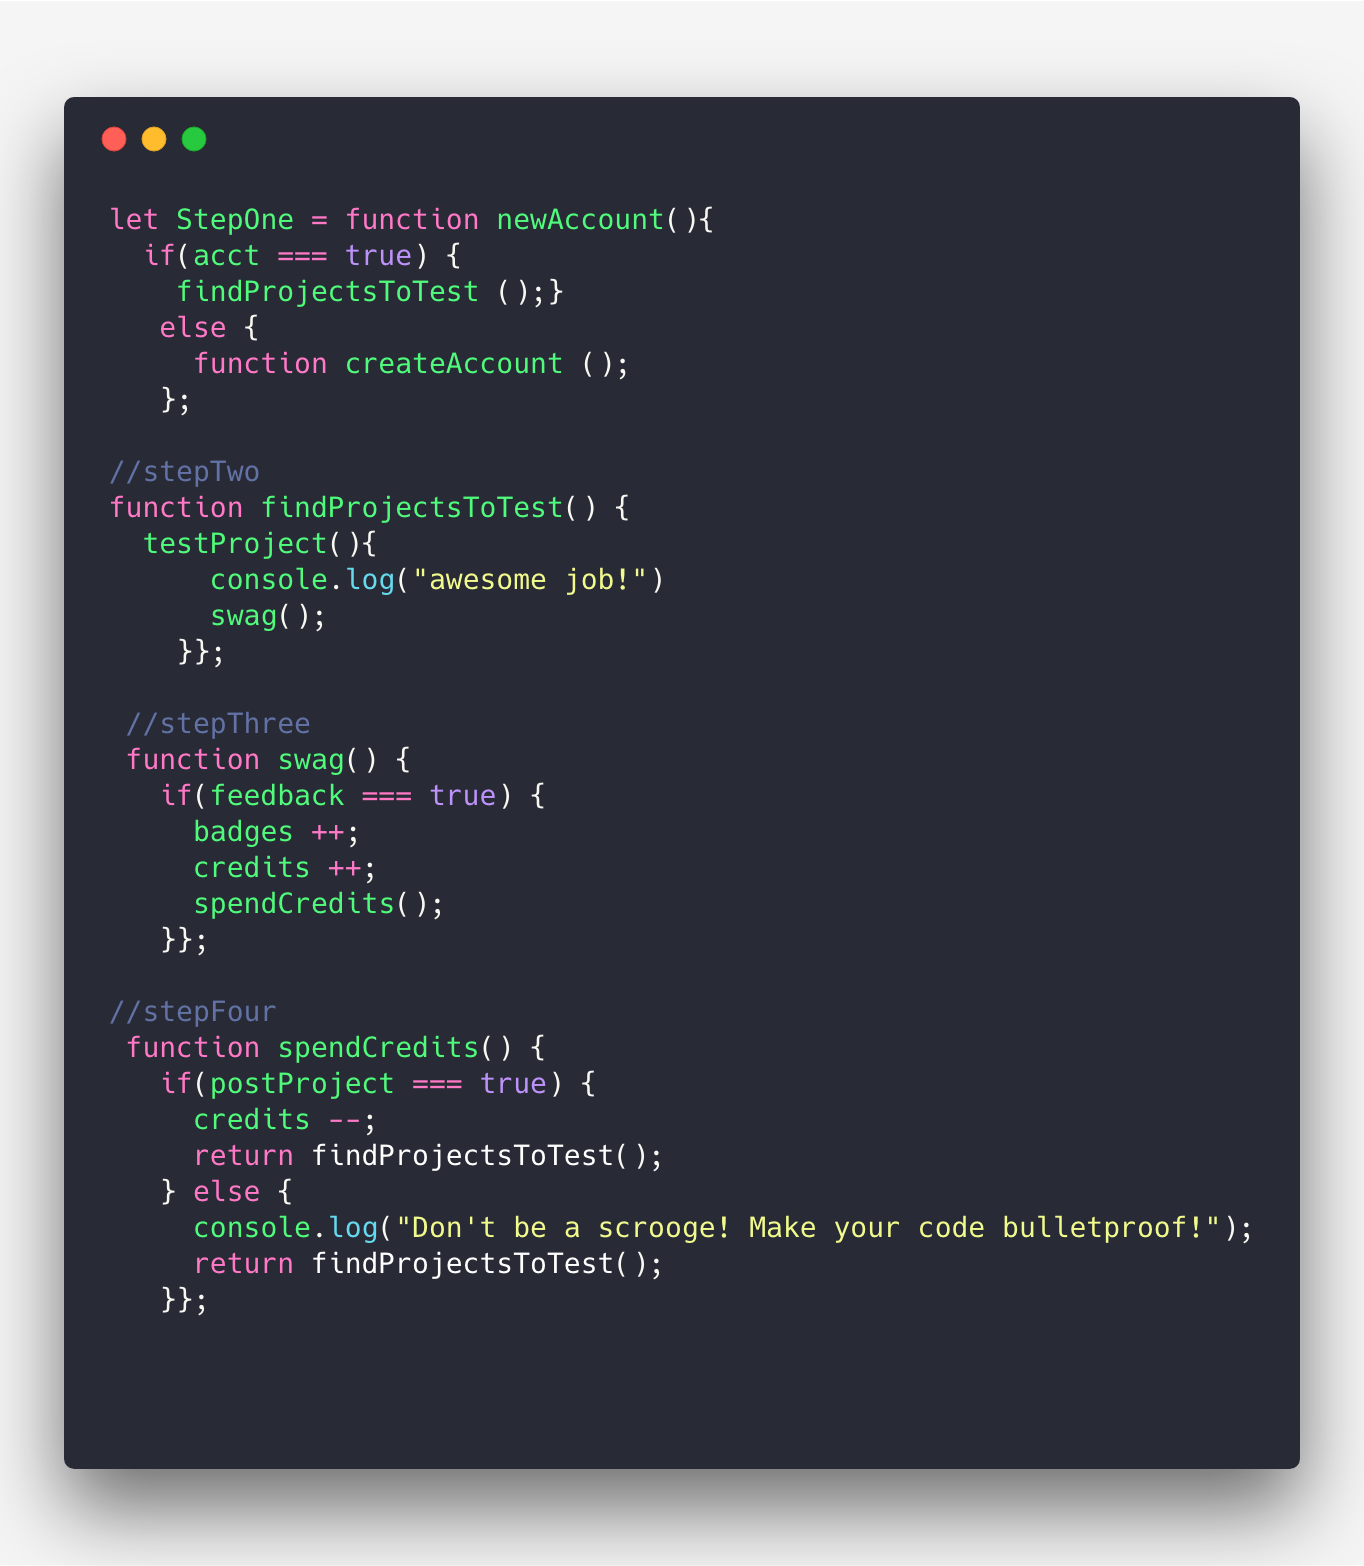 let StepOne = function newAccount(){
  if(acct === true) {
    findProjectsToTest ();}
   else {
     function createAccount ();
   };

//stepTwo
function findProjectsToTest() {
  testProject(){
      console.log("awesome job!")
      swag();
    }};

 //stepThree
 function swag() {
   if(feedback === true) {
     badges ++;
     credits ++;
     spendCredits();
   }};

//stepFour
 function spendCredits() {
   if(postProject === true) {
     credits --;
     return findProjectsToTest();
   } else {
     console.log("Don't be a scrooge! Make your code bulletproof!");
     return findProjectsToTest();
   }};